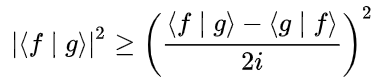 |⟨f | g⟩|² ≥ (⟨f | g⟩ − ⟨g | f⟩ / 2i)²